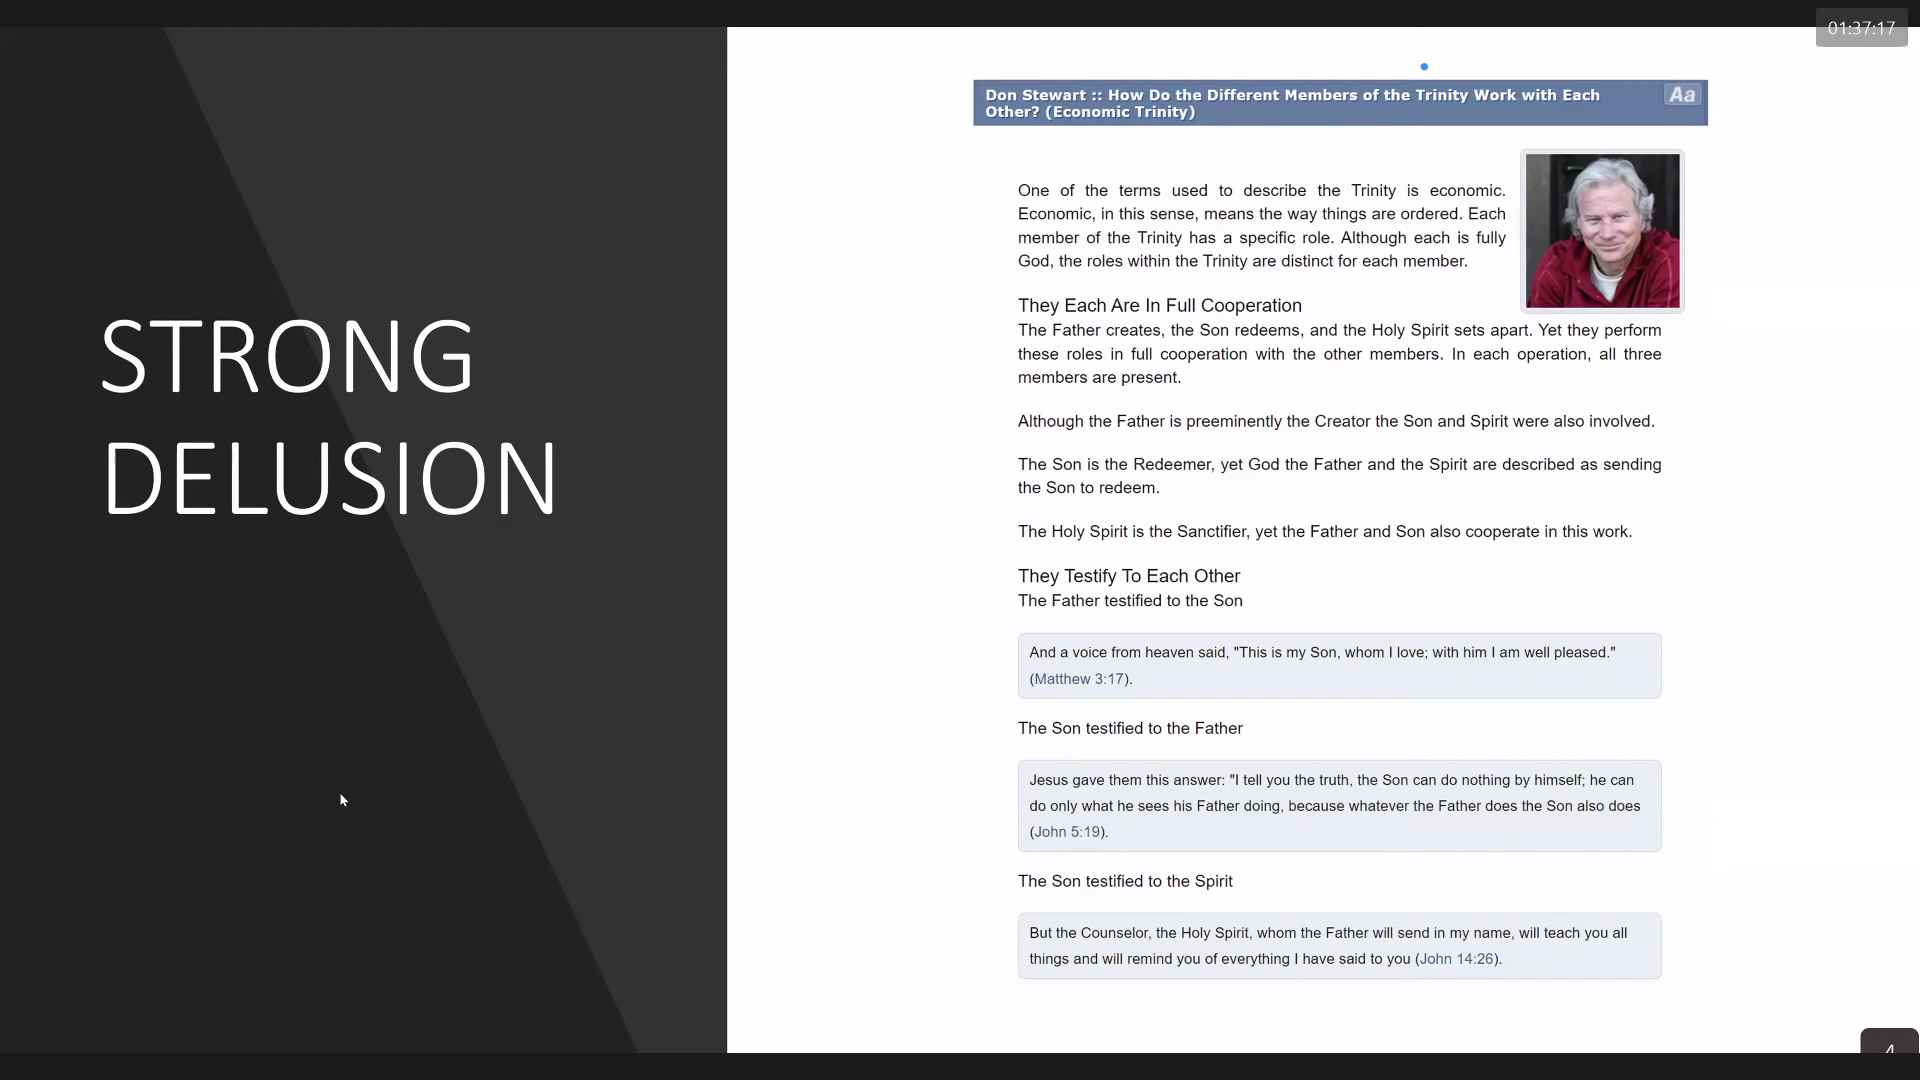 01:37:17
STRONG
DELUSION
Don Stewart :: How Do the Different Members of the Trinity Work with Each
Other? (Economic Trinity)
Aa
One of the terms used to describe the Trinity is economic.
Economic, in this sense, means the way things are ordered. Each
member of the Trinity has a specific role. Although each is fully
God, the roles within the Trinity are distinct for each member.
They Each Are In Full Cooperation
The Father creates, the Son redeems, and the Holy Spirit sets apart. Yet they perform
these roles in full cooperation with the other members. In each operation, all three
members are present.
Although the Father is preeminently the Creator the Son and Spirit were also involved.
The Son is the Redeemer, yet God the Father and the Spirit are described as sending
the Son to redeem.
The Holy Spirit is the Sanctifier, yet the Father and Son also cooperate in this work.
They Testify To Each Other
The Father testified to the Son
And a voice from heaven said, "This is my Son, whom I love; with him I am well pleased."
(Matthew 3:17).
The Son testified to the Father
Jesus gave them this answer: "I tell you the truth, the Son can do nothing by himself; he can
do only what he sees his Father doing, because whatever the Father does the Son also does
(John 5:19).
The Son testified to the Spirit
But the Counselor, the Holy Spirit, whom the Father will send in my name, will teach you all
things and will remind you of everything I have said to you (John 14:26).
4